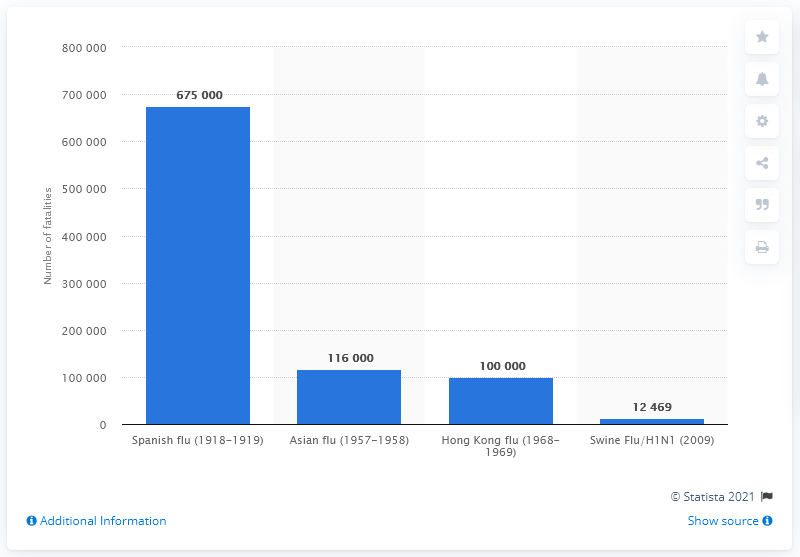 800 000
700 000
600 000
500 000
400 000
300 000
200 000
100 000
0
Number of fatalities
675 000
116 000
100 000
12 469
Spanish flu (1918-1919)
Asian flu (1957-1958)
Hong Kong flu (1968-
1969)
Swine Flu/H1N1 (2009)
© Statista 2021
Additional Information
Show source